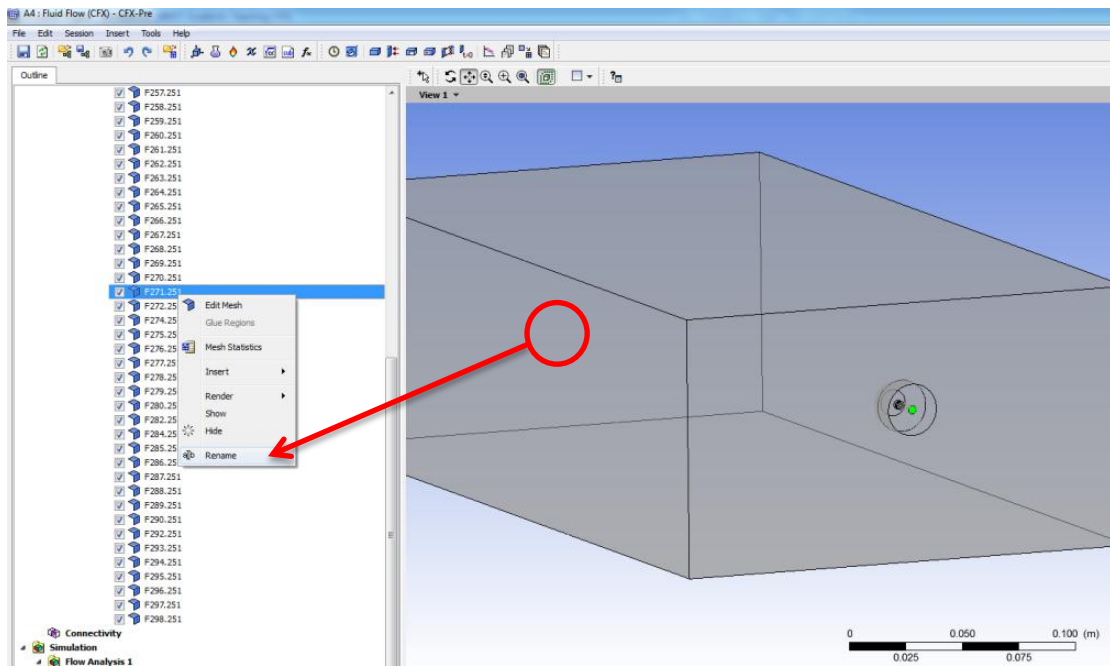 A4 : Fluid Flow (CFX) - CFX-Pre
File Edit Session Insert Tools Help
Outline
View 1
F257.251
F258.251
F259.251
F260.251
F261.251
F262.251
F263.251
F264.251
F265.251
F266.251
F267.251
F268.251
F269.251
F270.251
F271.251
F272.25
F274.25
F275.25
F276.25
F277.25
F278.25
F279.25
F280.25
F282.25
F284.25
F285.25
F286.25
Edit Mesh
Glue Regions
Mesh Statistics
Insert
Render
Show
Hide
Rename
F287.251
F288.251
F289.251
F290.251
F292.251
F293.251
F294.251
F295.251
F296.251
F297.251
F298.251
Connectivity
Simulation
Flow Analysis 1
0 0.050 0.100 (m)
0.025 0.075